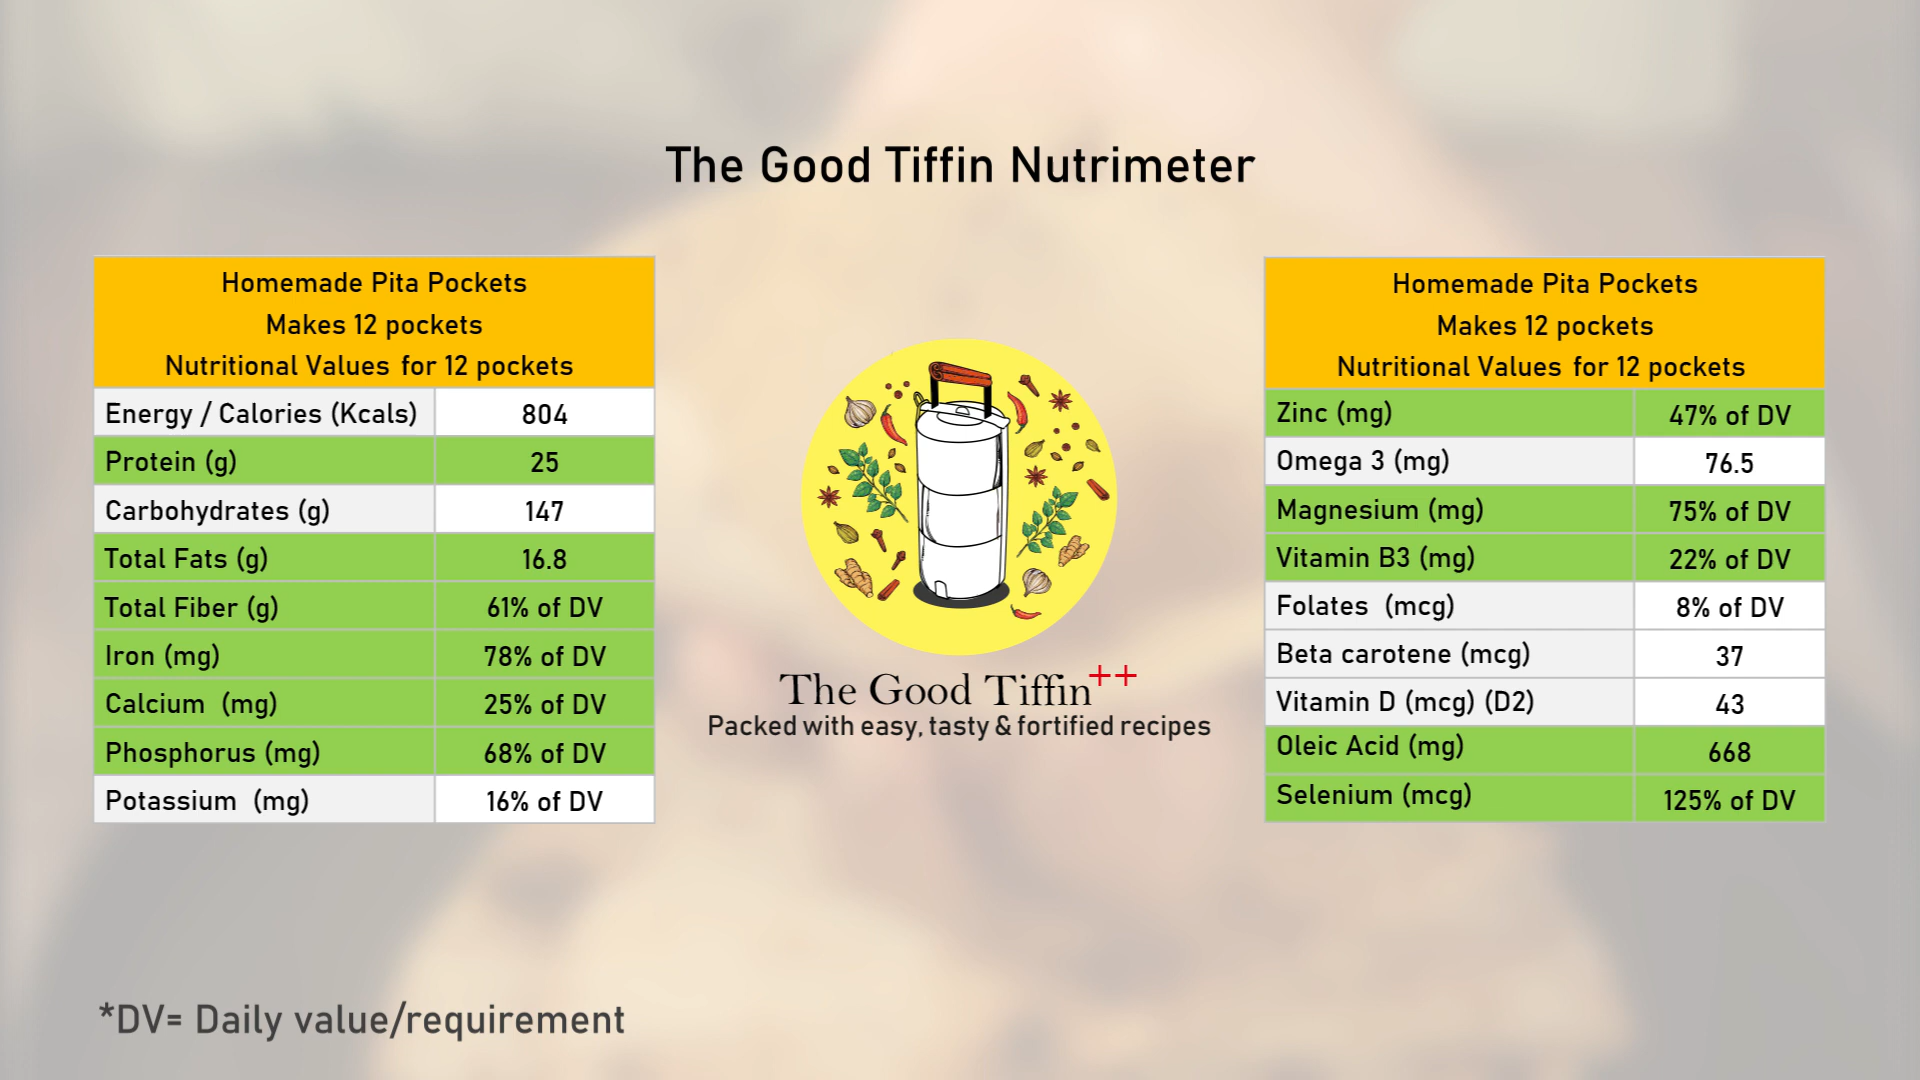 The Good Tiffin Nutrimeter
Homemade Pita Pockets
Makes 12 pockets
Nutritional Values for 12 pockets
Energy / Calories (Kcals) 804
Protein (g) 25
Carbohydrates (g) 147
Total Fats (g) 16.8
Total Fiber (g) 61% of DV
Iron (mg) 78% of DV
Calcium (mg) 25% of DV
Phosphorus (mg) 68% of DV
Potassium (mg) 16% of DV
The Good Tiffin++
Packed with easy, tasty & fortified recipes
Homemade Pita Pockets
Makes 12 pockets
Nutritional Values for 12 pockets
Zinc (mg) 47% of DV
Omega 3 (mg) 76.5
Magnesium (mg) 75% of DV
Vitamin B3 (mg) 22% of DV
Folates (mcg) 8% of DV
Beta carotene (mcg) 37
Vitamin D (mcg) (D2) 43
Oleic Acid (mg) 668
Selenium (mcg) 125% of DV
*DV= Daily value/requirement